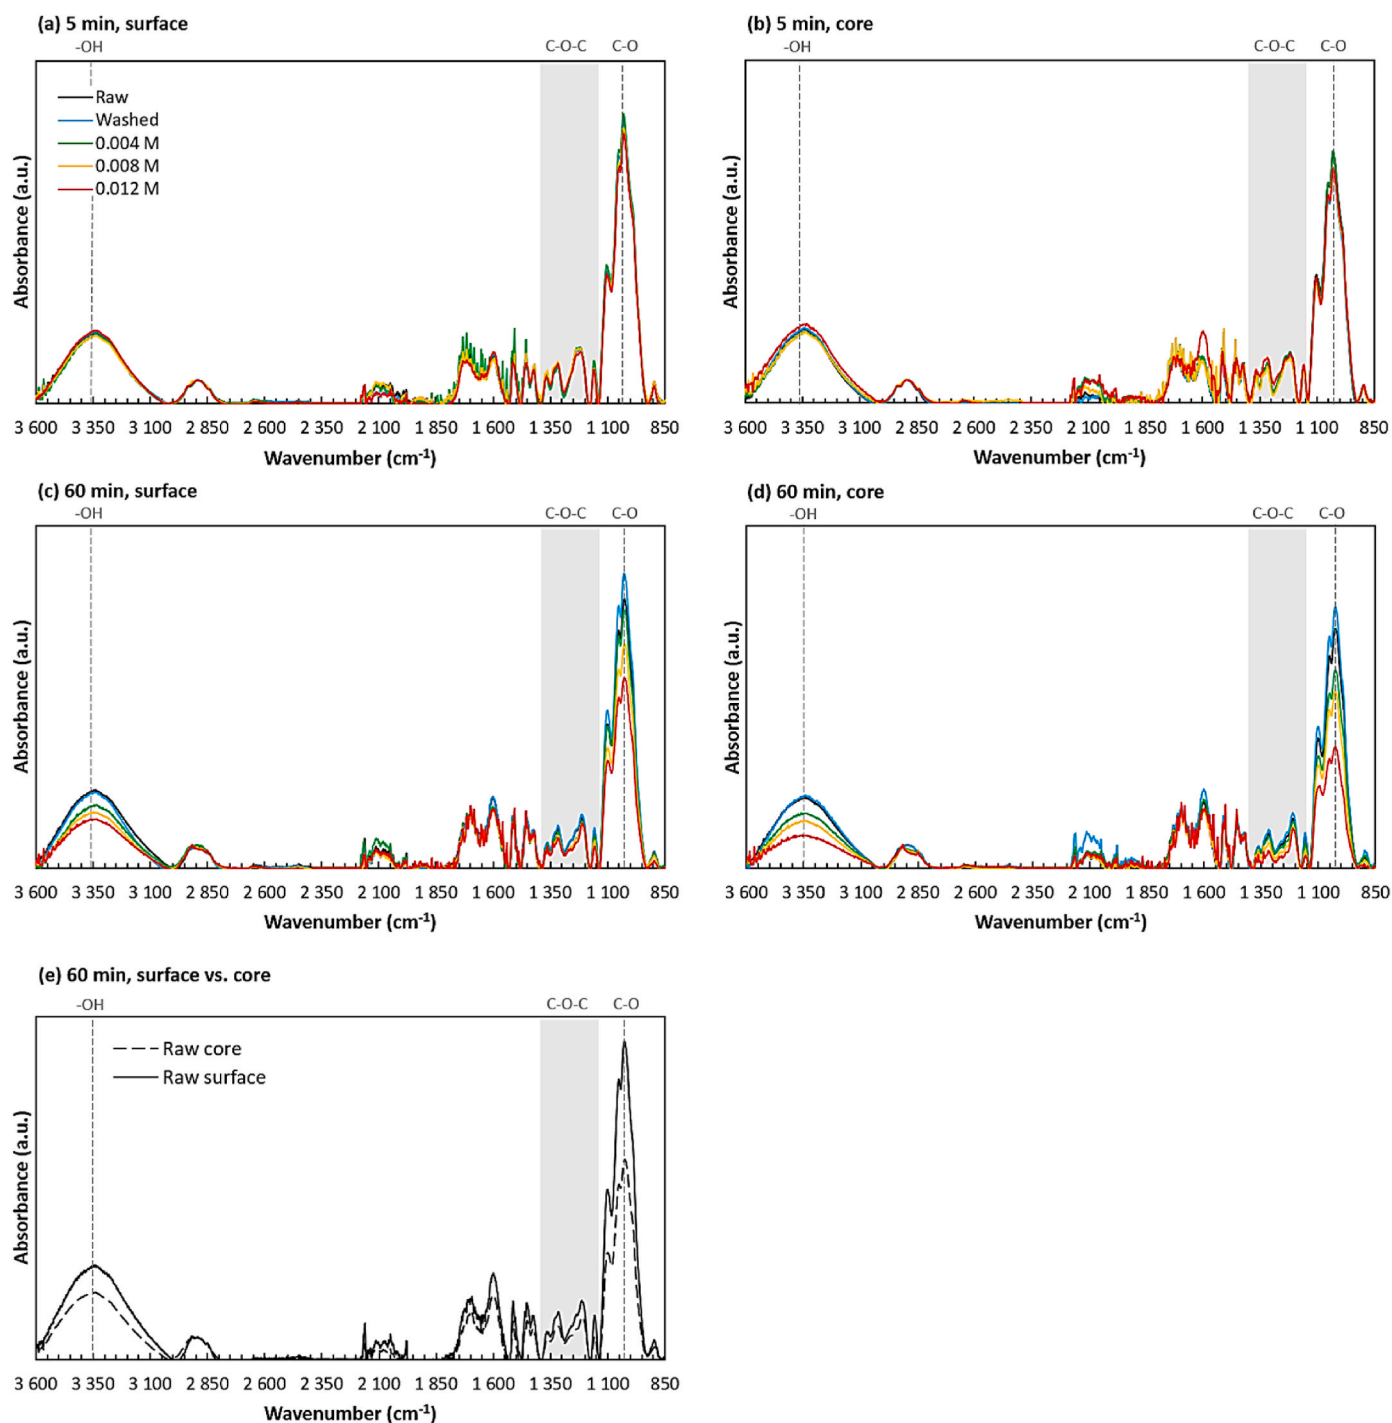 (a) 5 min, surface
-OH C-O-C C-O
Raw
Washed
0.004 M
0.008 M
0.012 M
Absorbance (a.u.)
3 600 3 350 3 100 2 850 2 600 2 350 2 100 1 850 1 600 1 350 1 100 850
Wavenumber (cm⁻¹)
(b) 5 min, core
-OH C-O-C C-O
Absorbance (a.u.)
3 600 3 350 3 100 2 850 2 600 2 350 2 100 1 850 1 600 1 350 1 100 850
Wavenumber (cm⁻¹)
(c) 60 min, surface
-OH C-O-C C-O
Absorbance (a.u.)
3 600 3 350 3 100 2 850 2 600 2 350 2 100 1 850 1 600 1 350 1 100 850
Wavenumber (cm⁻¹)
(d) 60 min, core
-OH C-O-C C-O
Absorbance (a.u.)
3 600 3 350 3 100 2 850 2 600 2 350 2 100 1 850 1 600 1 350 1 100 850
Wavenumber (cm⁻¹)
(e) 60 min, surface vs. core
-OH C-O-C C-O
Raw core
Raw surface
Absorbance (a.u.)
3 600 3 350 3 100 2 850 2 600 2 350 2 100 1 850 1 600 1 350 1 100 850
Wavenumber (cm⁻¹)